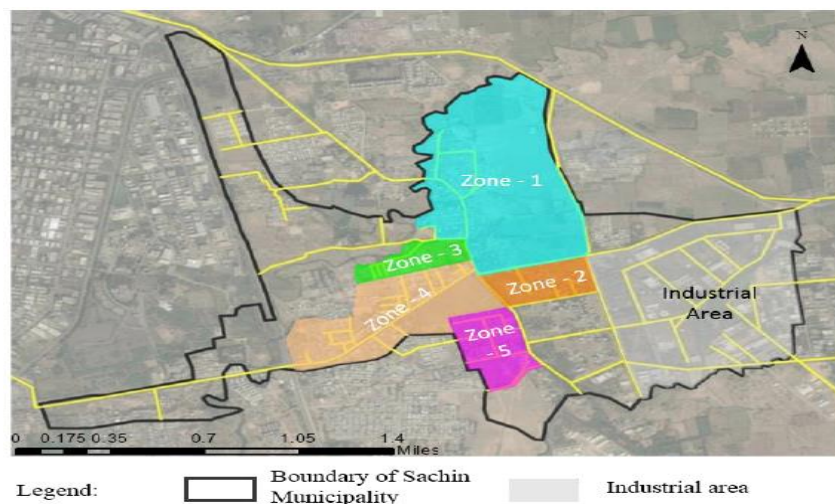 N
Zone - 1
Zone - 3
Zone - 2
Zone - 4
Industrial
Area
Zone
- 5
0 0.175 0.35 0.7 1.05 1.4
Miles
Legend:
Boundary of Sachin
Municipality
Industrial area